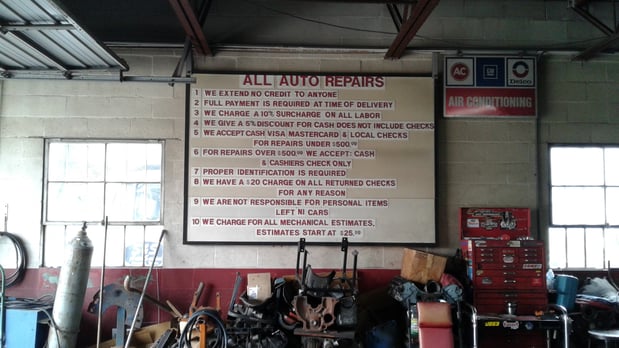 ALL AUTO REPAIRS
1 WE EXTEND NO CREDIT TO ANYONE
2 FULL PAYMENT IS REQUIRED AT TIME OF DELIVERY
3 WE CHARGE A 10% SURCHARGE ON ALL LABOR
4 WE GIVE A 5% DISCOUNT FOR CASH DOES NOT INCLUDE CHECKS
5 WE ACCEPT CASH VISA MASTERCARD & LOCAL CHECKS
FOR REPAIRS UNDER $500.00
6 FOR REPAIRS OVER $500.00 WE ACCEPT: CASH
& CASHIERS CHECK ONLY
7 PROPER IDENTIFICATION IS REQUIRED
8 WE HAVE A $20 CHARGE ON ALL RETURNED CHECKS
FOR ANY REASON
9 WE ARE NOT RESPONSIBLE FOR PERSONAL ITEMS
LEFT NI CARS
10 WE CHARGE FOR ALL MECHANICAL ESTIMATES,
ESTIMATES START AT $25.00
AC GM Delco
AIR CONDITIONING